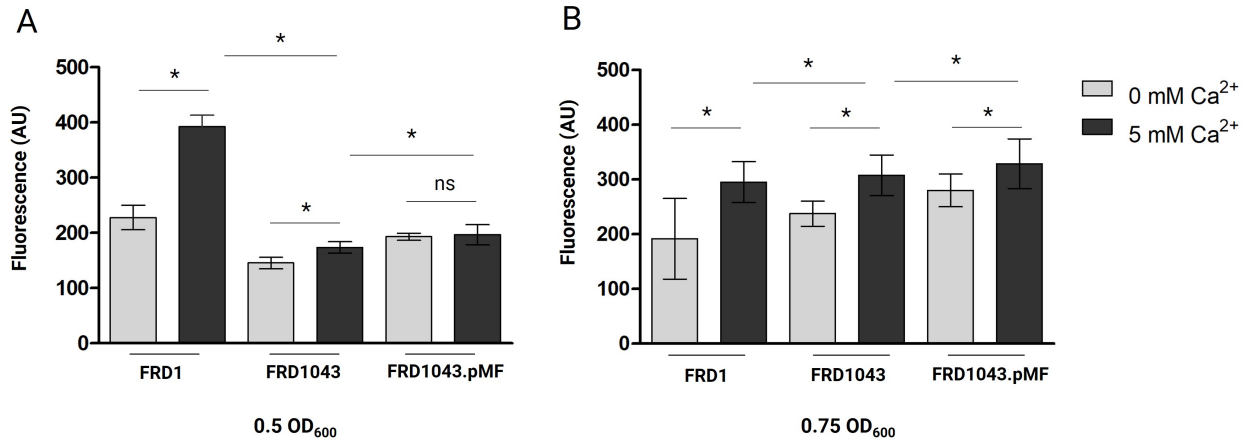 A
*
*
*
*
ns
500
400
300
200
100
0
Fluorescence (AU)
FRD1
FRD1043
FRD1043.pMF
0.5 OD600
B
*
*
*
*
*
500
400
300
200
100
0
Fluorescence (AU)
FRD1
FRD1043
FRD1043.pMF
0.75 OD600
0 mM Ca2+
5 mM Ca2+